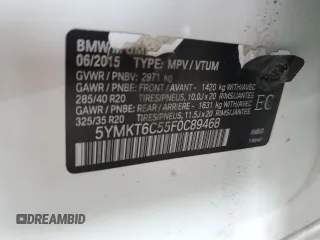 BMW
06/2015 TYPE: MPV / VTUM
GVWR / PNBV: 2971 kg
GAWR / PNBE: FRONT / AVANT: 1420 kg WITH/AVEC
285/40 R20 TIRES/PNEUS, 10.0J x 20 RIMS/JANTES
GAWR / PNBE: REAR / ARRIERE: 1631 kg WITH/AVEC
325/35 R20 TIRES/PNEUS, 11.5J x 20 RIMS/JANTES
EC
5YMKT6C55F0C89468
DEALERSHIP.CC